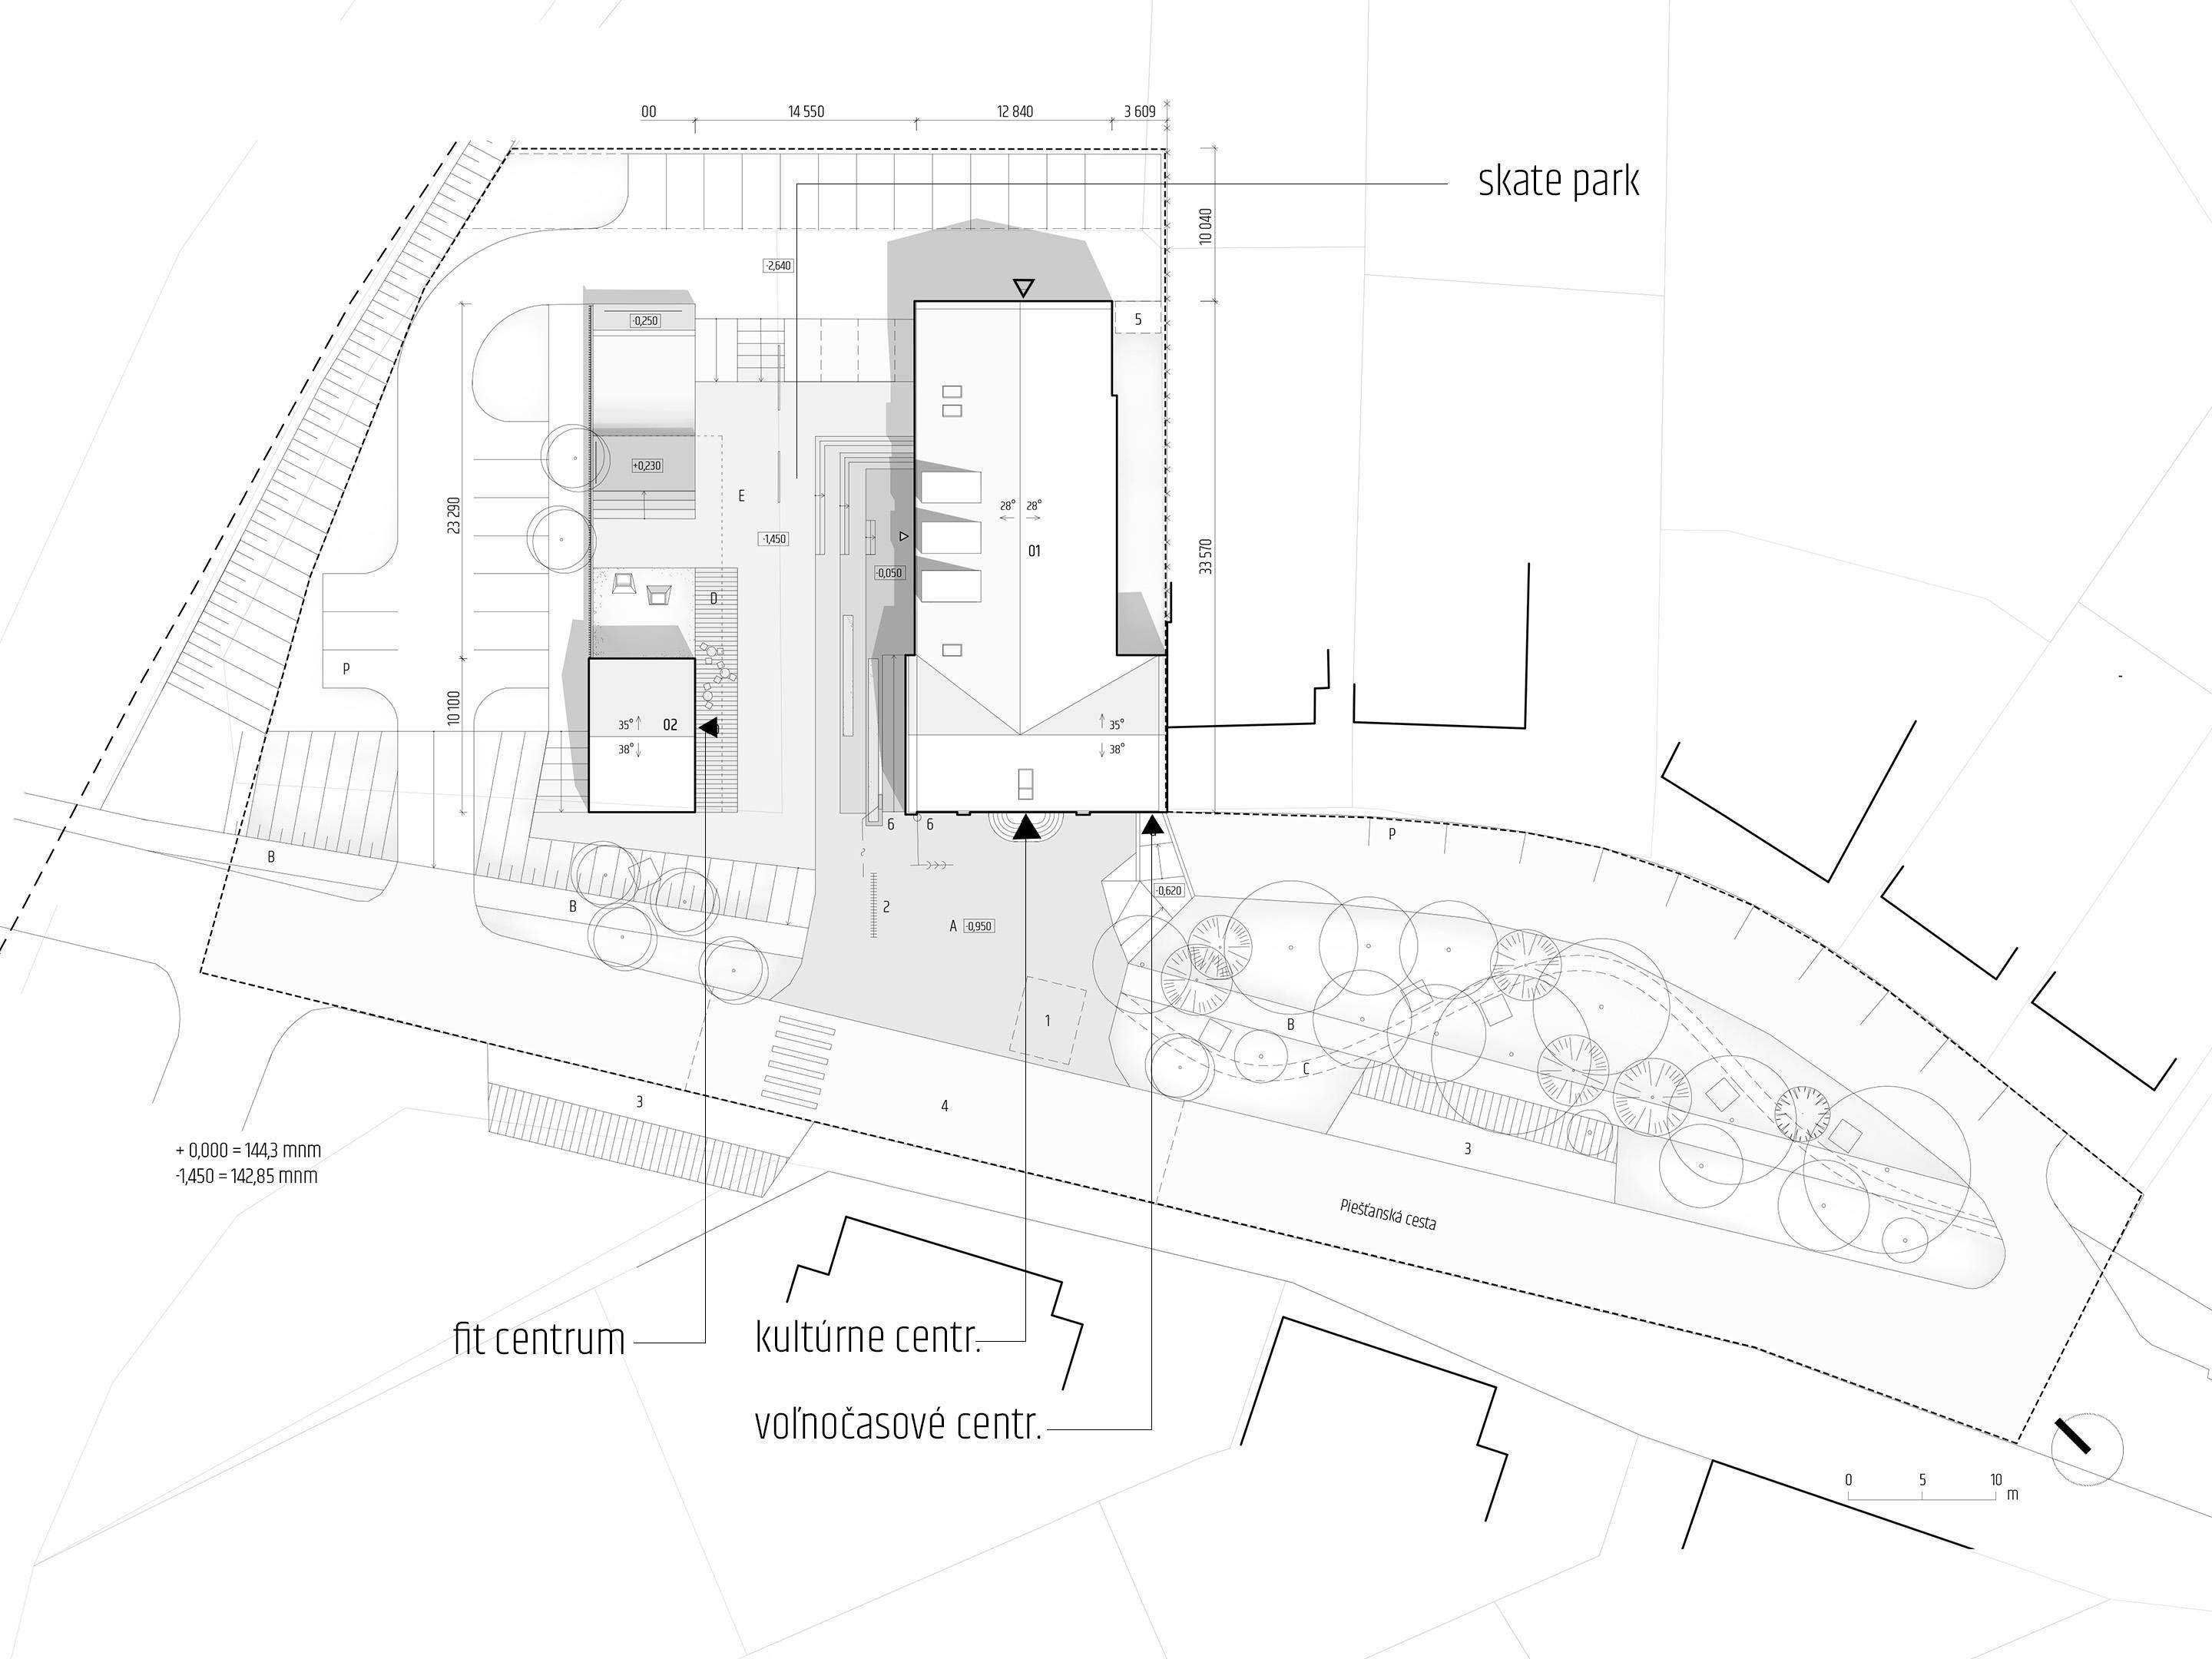 00
14 550
12 840
3 609
skate park
10 040
-2,640
5
-0,250
+0,230
E
23 290
28°
28°
01
-1,450
33 570
-0,050
D
P
10 100
35°
02
38°
35°
38°
6
6
P
B
-0,620
B
2
A
-0,950
1
B
C
3
4
3
+ 0,000 = 144,3 mnm
-1,450 = 142,85 mnm
Piešťanská cesta
fit centrum
kultúrne centr.
voľnočasové centr.
0
5
10
m